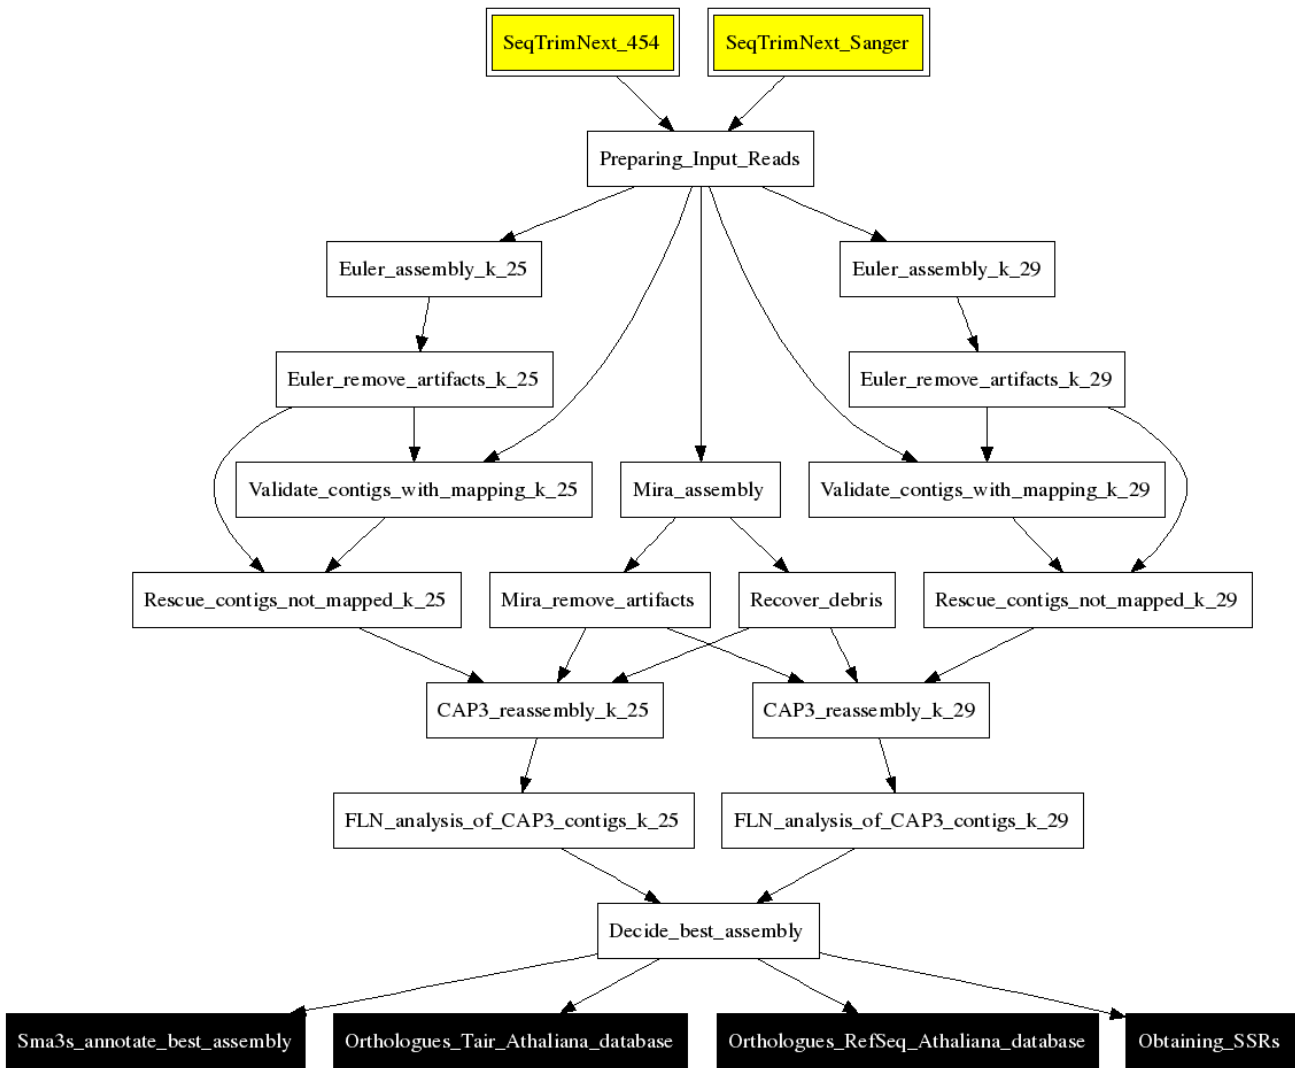 SeqTrimNext_454
SeqTrimNext_Sanger
Preparing_Input_Reads
Euler_assembly_k_25
Euler_assembly_k_29
Euler_remove_artifacts_k_25
Euler_remove_artifacts_k_29
Validate_contigs_with_mapping_k_25
Mira_assembly
Validate_contigs_with_mapping_k_29
Rescue_contigs_not_mapped_k_25
Mira_remove_artifacts
Recover_debris
Rescue_contigs_not_mapped_k_29
CAP3_reassembly_k_25
CAP3_reassembly_k_29
FLN_analysis_of_CAP3_contigs_k_25
FLN_analysis_of_CAP3_contigs_k_29
Decide_best_assembly
Sma3s_annotate_best_assembly
Orthologues_Tair_Athaliana_database
Orthologues_RefSeq_Athaliana_database
Obtaining_SSRs